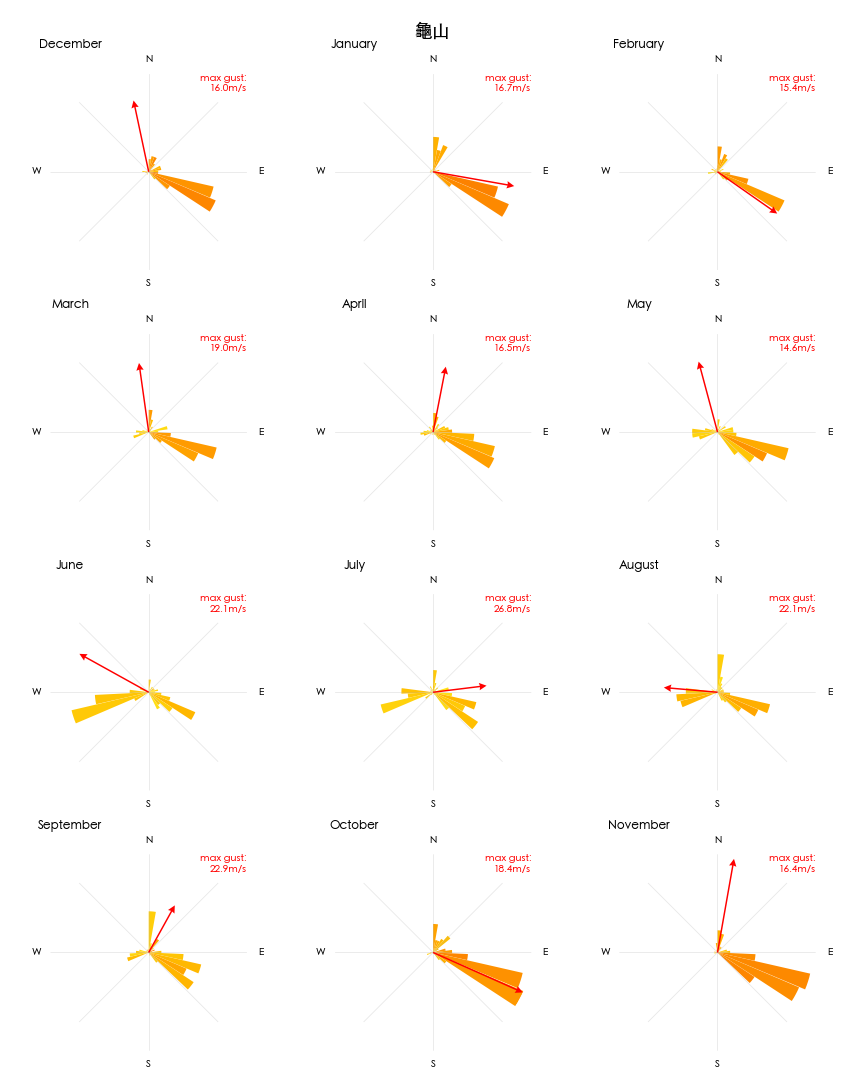 龜山
December
N
max gust:
16.0m/s
W
E
S
January
N
max gust:
16.7m/s
W
E
S
February
N
max gust:
15.4m/s
W
E
S
March
N
max gust:
19.0m/s
W
E
S
April
N
max gust:
16.5m/s
W
E
S
May
N
max gust:
14.6m/s
W
E
S
June
N
max gust:
22.1m/s
W
E
S
July
N
max gust:
26.8m/s
W
E
S
August
N
max gust:
22.1m/s
W
E
S
September
N
max gust:
22.9m/s
W
E
S
October
N
max gust:
18.4m/s
W
E
S
November
N
max gust:
16.4m/s
W
E
S